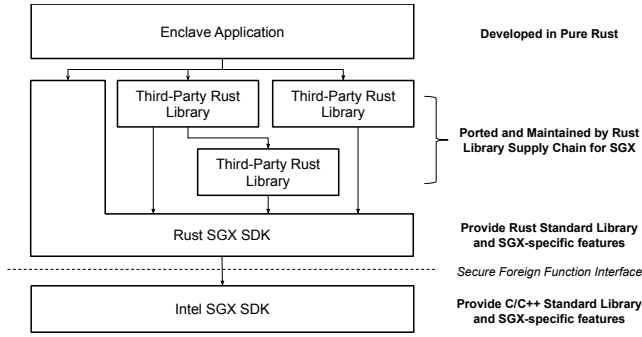 Enclave Application
Developed in Pure Rust
Third-Party Rust
Library
Third-Party Rust
Library
Third-Party Rust
Library
Ported and Maintained by Rust
Library Supply Chain for SGX
Rust SGX SDK
Provide Rust Standard Library
and SGX-specific features
Secure Foreign Function Interface
Intel SGX SDK
Provide C/C++ Standard Library
and SGX-specific features